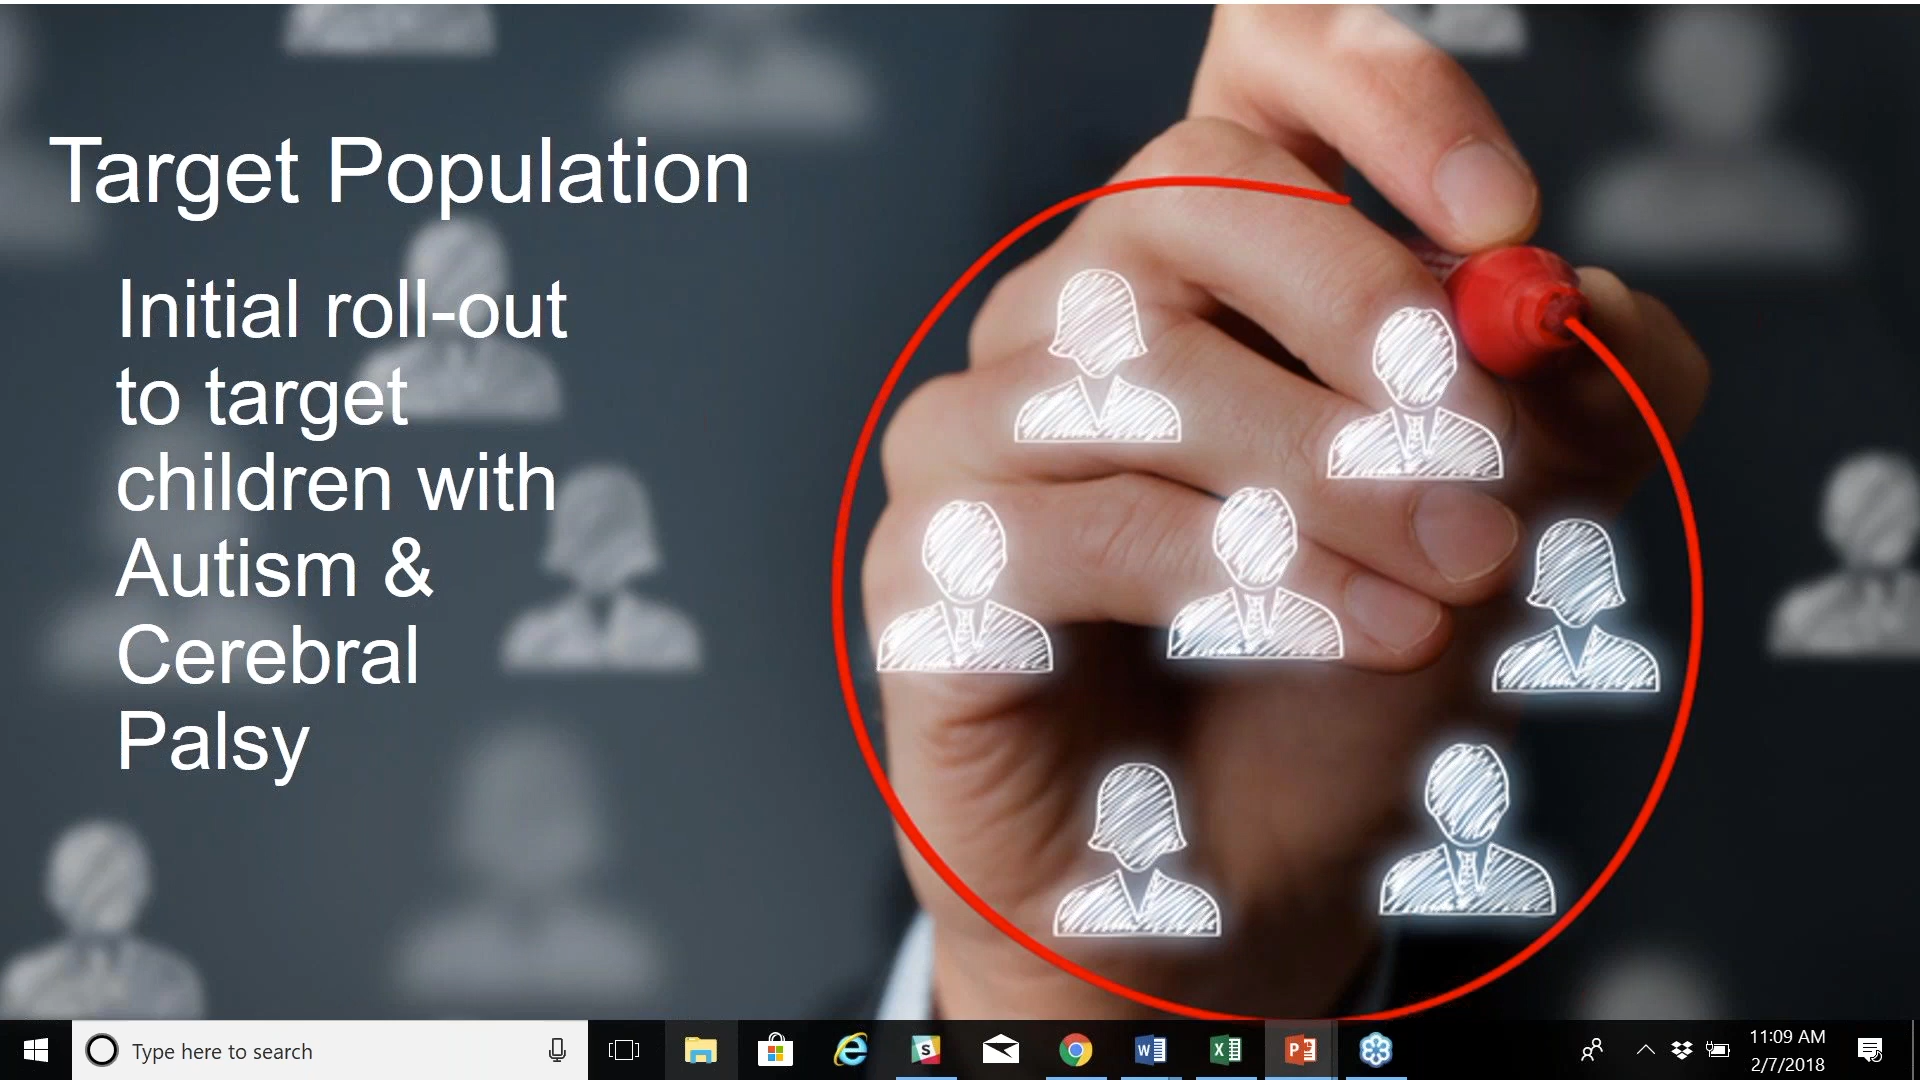 Target Population
Initial roll-out
to target
children with
Autism &
Cerebral
Palsy
Type here to search
11:09 AM
2/7/2018